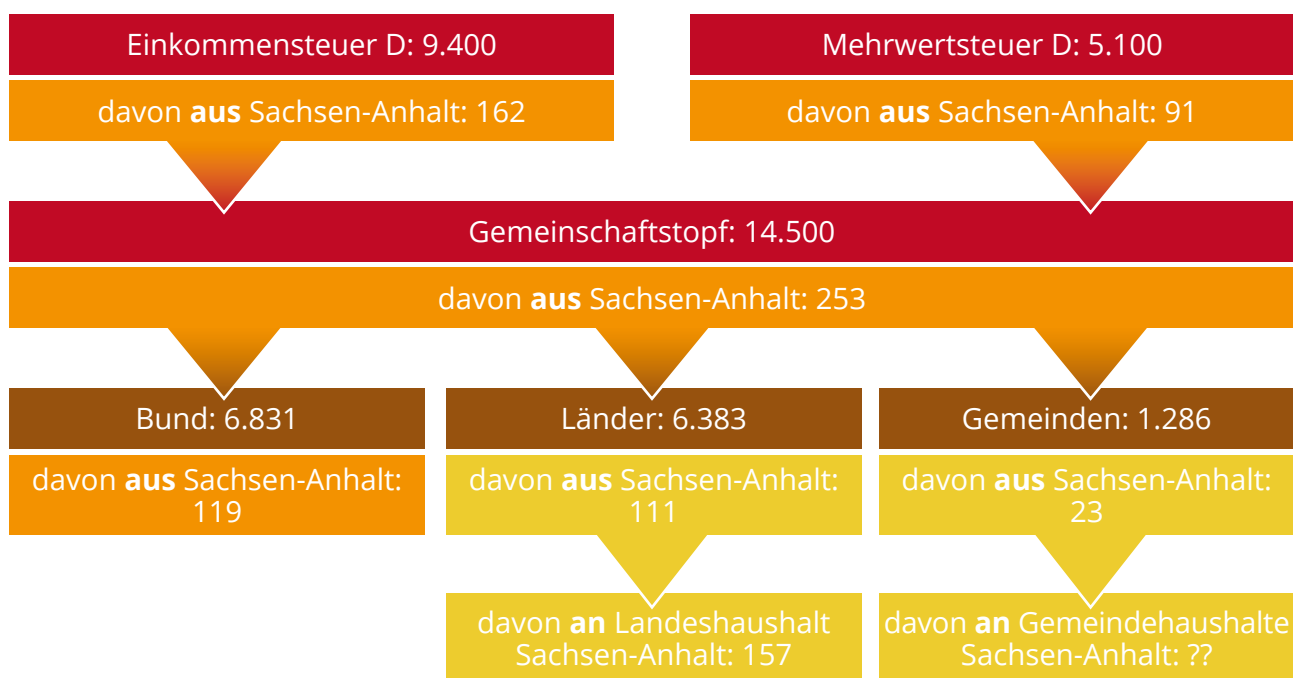 Einkommensteuer D: 9.400
Mehrwertsteuer D: 5.100
davon aus Sachsen-Anhalt: 162
davon aus Sachsen-Anhalt: 91
Gemeinschaftstopf: 14.500
davon aus Sachsen-Anhalt: 253
Bund: 6.831
Länder: 6.383
Gemeinden: 1.286
davon aus Sachsen-Anhalt:
119
davon aus Sachsen-Anhalt:
111
davon aus Sachsen-Anhalt:
23
davon an Landeshaushalt
Sachsen-Anhalt: 157
davon an Gemeindehaushalte
Sachsen-Anhalt: ??